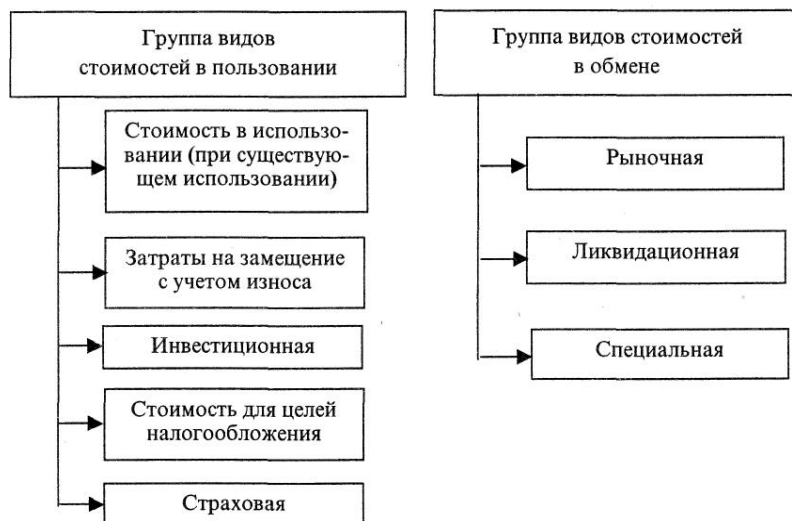 Группа видов
стоимостей в пользовании
Стоимость в использо-
вании (при существую-
щем использовании)
Затраты на замещение
с учетом износа
Инвестиционная
Стоимость для целей
налогообложения
Страховая
Группа видов стоимостей
в обмене
Рыночная
Ликвидационная
Специальная